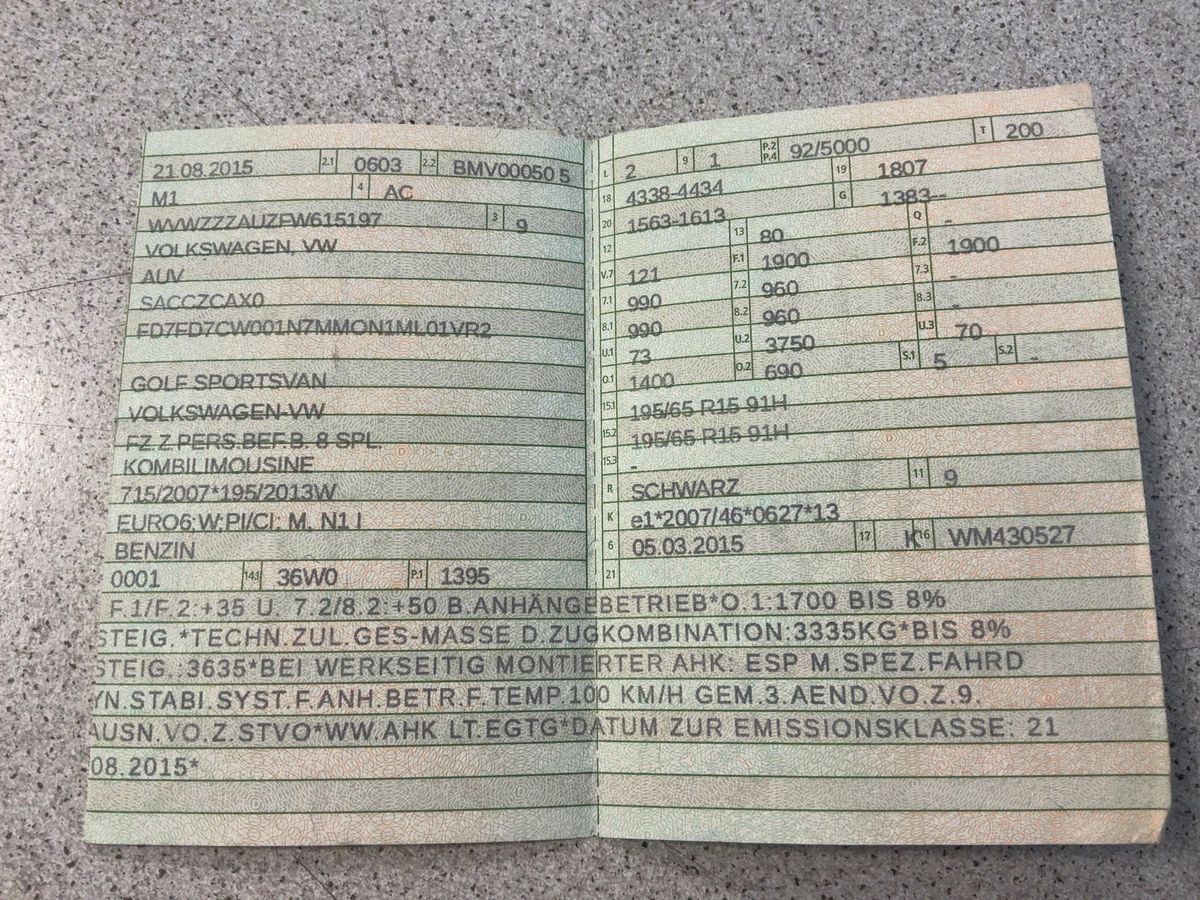 21.08.2015 2.1 0603 2.2 BMV00050 5
M1 4 AC
WVWZZZAUZFW615197 3 9
VOLKSWAGEN, VW
AUV
SACCZCAX0
FD7FD7CW001N7MMON1ML01VR2
GOLF SPORTSVAN
VOLKSWAGEN-VW
FZ.Z.PERS.BEF.B. 8 SPL.
KOMBILIMOUSINE
715/2007*195/2013W
EURO6;W;PI/CI; M, N1 I
BENZIN
0001 14.1 36W0 P.1 1395
L 2 9 1 P.2 P.4 92/5000 T 200
18 4338-4434 19 1807
20 1563-1613 G 1383--
12 13 80 Q -
V.7 121 F.1 1900 F.2 1900
7.1 990 7.2 960 7.3 -
8.1 990 8.2 960 8.3 -
U.1 73 U.2 3750 U.3 70
O.1 1400 O.2 690 S.1 5 S.2 -
15.1 195/65 R15 91H
15.2 195/65 R15 91H
15.3 -
R SCHWARZ 11 9
K e1*2007/46*0627*13
6 05.03.2015 17 K 16 WM430527
21
F.1/F.2:+35 U. 7.2/8.2:+50 B.ANHÄNGEBETRIEB*O.1:1700 BIS 8%
STEIG.*TECHN.ZUL.GES-MASSE D.ZUGKOMBINATION:3335KG*BIS 8%
STEIG.:3635*BEI WERKSEITIG MONTIERTER AHK: ESP M.SPEZ.FAHRD
YN.STABI.SYST.F.ANH.BETR.F.TEMP.100 KM/H GEM.3.AEND.VO.Z.9.
AUSN.VO.Z.STVO*WW.AHK LT.EGTG*DATUM ZUR EMISSIONSKLASSE: 21
08.2015*